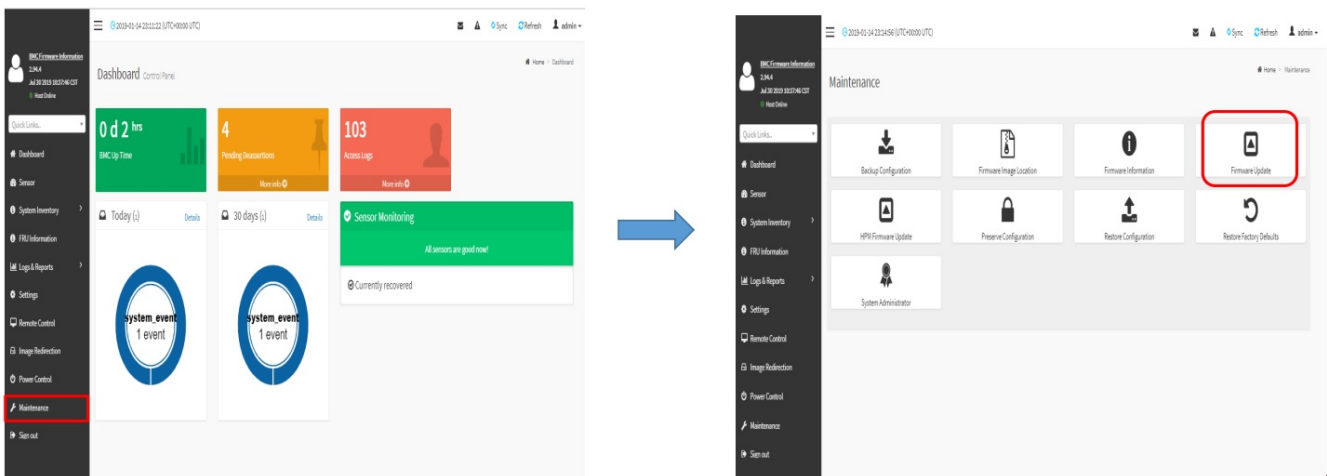 2019-01-14 23:11:22 (UTC+00:00 UTC)
Sync Refresh admin
BMC Firmware Information
2.94.4
Jul 30 2019 10:37:46 CST
Host Online
Quick Links...
Dashboard
Sensor
System Inventory
FRU Information
Logs & Reports
Settings
Remote Control
Image Redirection
Power Control
Maintenance
Sign out
Dashboard Control Panel
Home > Dashboard
0 d 2 hrs
BMC Up Time
4
Pending Deassertions
More info
103
Access Logs
More info
Today (1) Details
system_event
1 event
30 days (1) Details
system_event
1 event
Sensor Monitoring
All sensors are good now!
Currently recovered
2019-01-14 23:14:56 (UTC+00:00 UTC)
Sync Refresh admin
BMC Firmware Information
2.94.4
Jul 30 2019 10:37:46 CST
Host Online
Quick Links...
Dashboard
Sensor
System Inventory
FRU Information
Logs & Reports
Settings
Remote Control
Image Redirection
Power Control
Maintenance
Sign out
Maintenance
Home > Maintenance
Backup Configuration
Firmware Image Location
Firmware Information
Firmware Update
HPM Firmware Update
Preserve Configuration
Restore Configuration
Restore Factory Defaults
System Administrator